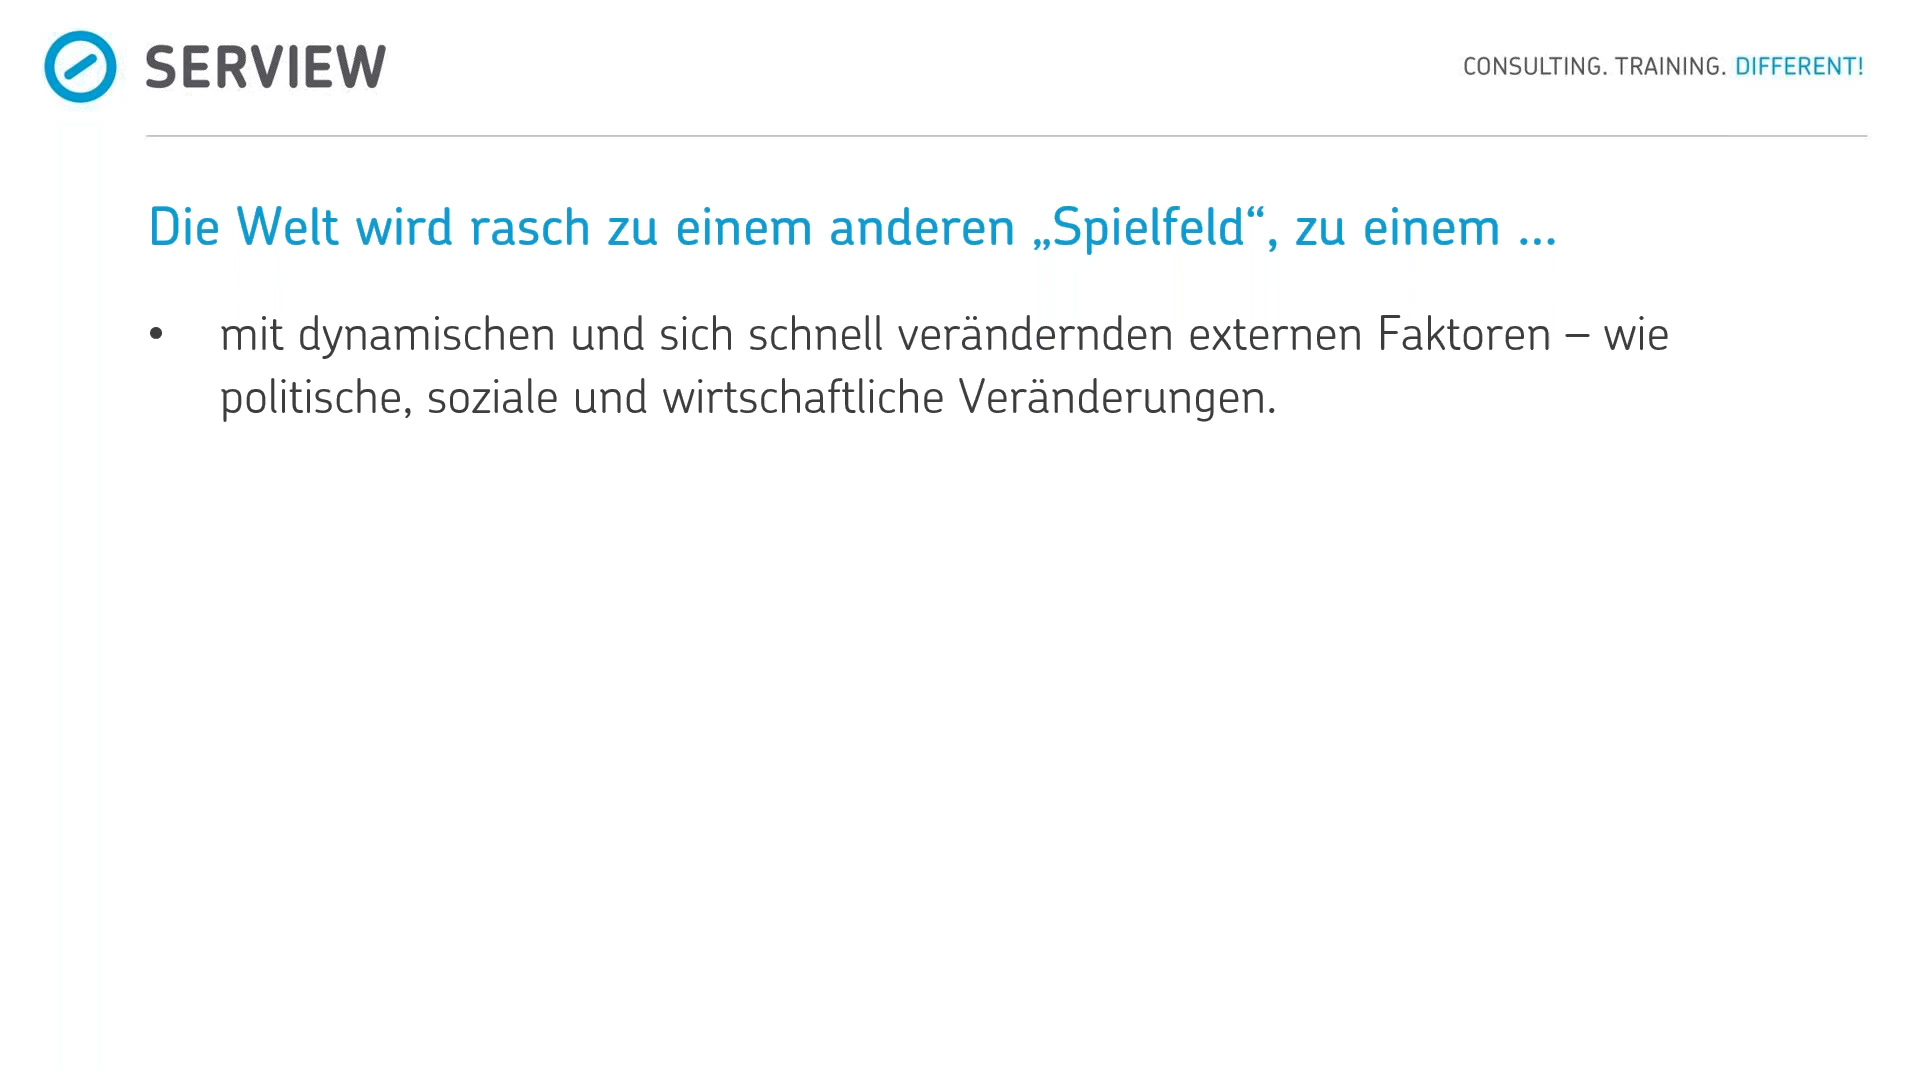 SERVIEW
CONSULTING. TRAINING. DIFFERENT!
Die Welt wird rasch zu einem anderen „Spielfeld“, zu einem ...
• mit dynamischen und sich schnell verändernden externen Faktoren – wie
politische, soziale und wirtschaftliche Veränderungen.